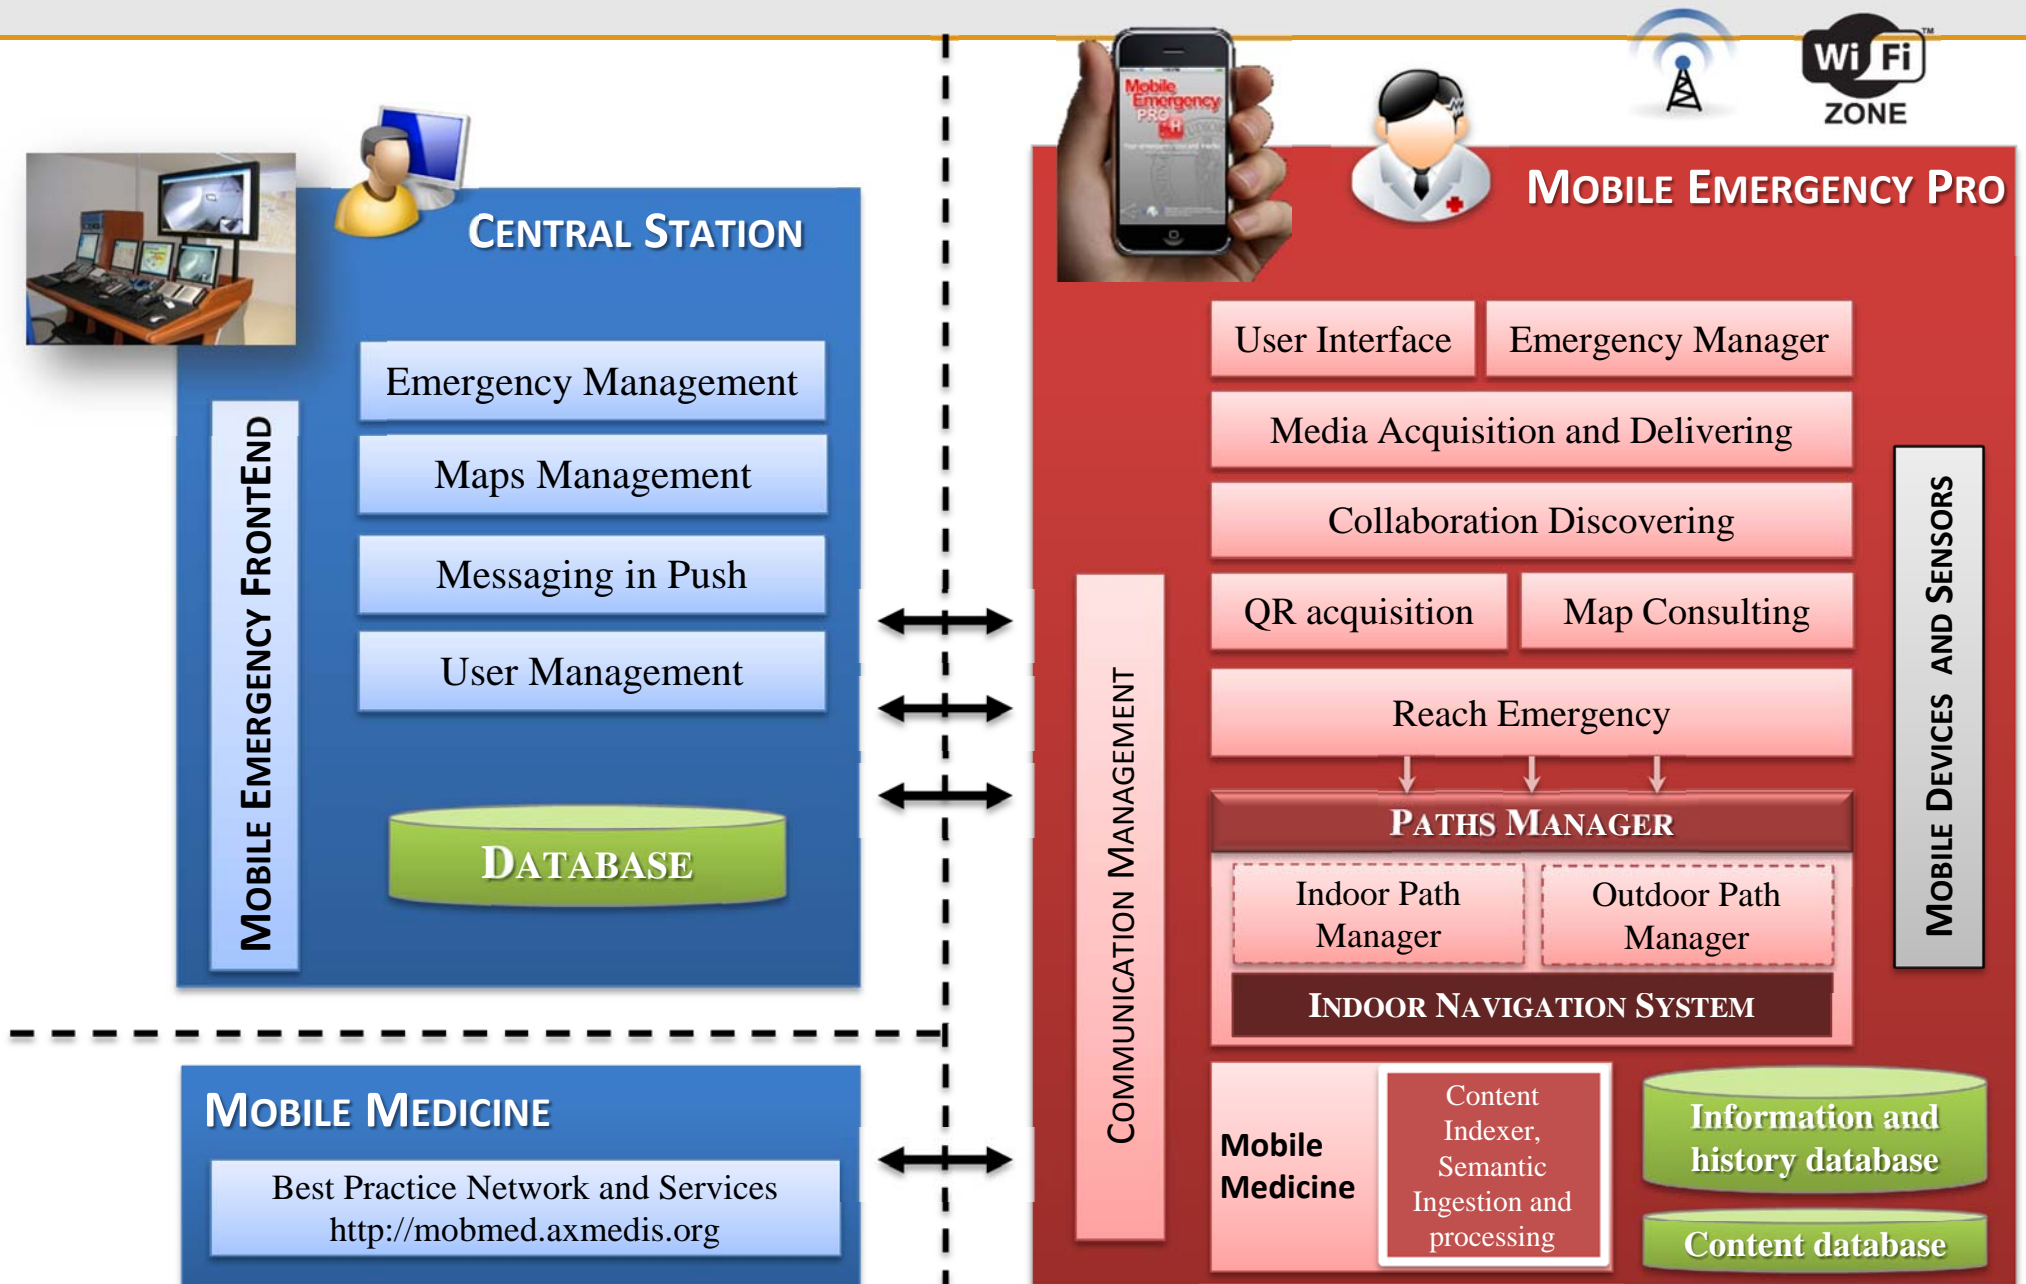 Wi Fi
TM
ZONE
Mobile
Emergency
PRO
H
MOBILE EMERGENCY PRO
CENTRAL STATION
MOBILE EMERGENCY FRONTEND
Emergency Management
Maps Management
Messaging in Push
User Management
DATABASE
MOBILE MEDICINE
Best Practice Network and Services
http://mobmed.axmedis.org
COMMUNICATION MANAGEMENT
User Interface
Emergency Manager
Media Acquisition and Delivering
Collaboration Discovering
QR acquisition
Map Consulting
Reach Emergency
PATHS MANAGER
Indoor Path
Manager
Outdoor Path
Manager
INDOOR NAVIGATION SYSTEM
MOBILE DEVICES AND SENSORS
Mobile
Medicine
Content
Indexer,
Semantic
Ingestion and
processing
Information and
history database
Content database